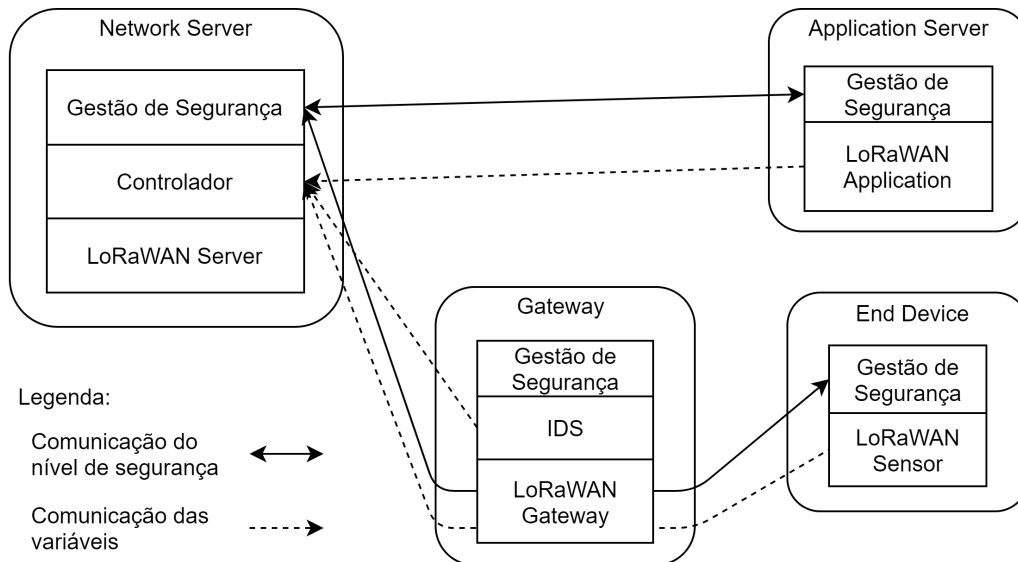 Network Server
Gestão de Segurança
Controlador
LoRaWAN Server
Application Server
Gestão de
Segurança
LoRaWAN
Application
Gateway
Gestão de
Segurança
IDS
LoRaWAN
Gateway
End Device
Gestão de
Segurança
LoRaWAN
Sensor
Legenda:
Comunicação do
nível de segurança
Comunicação das
variáveis